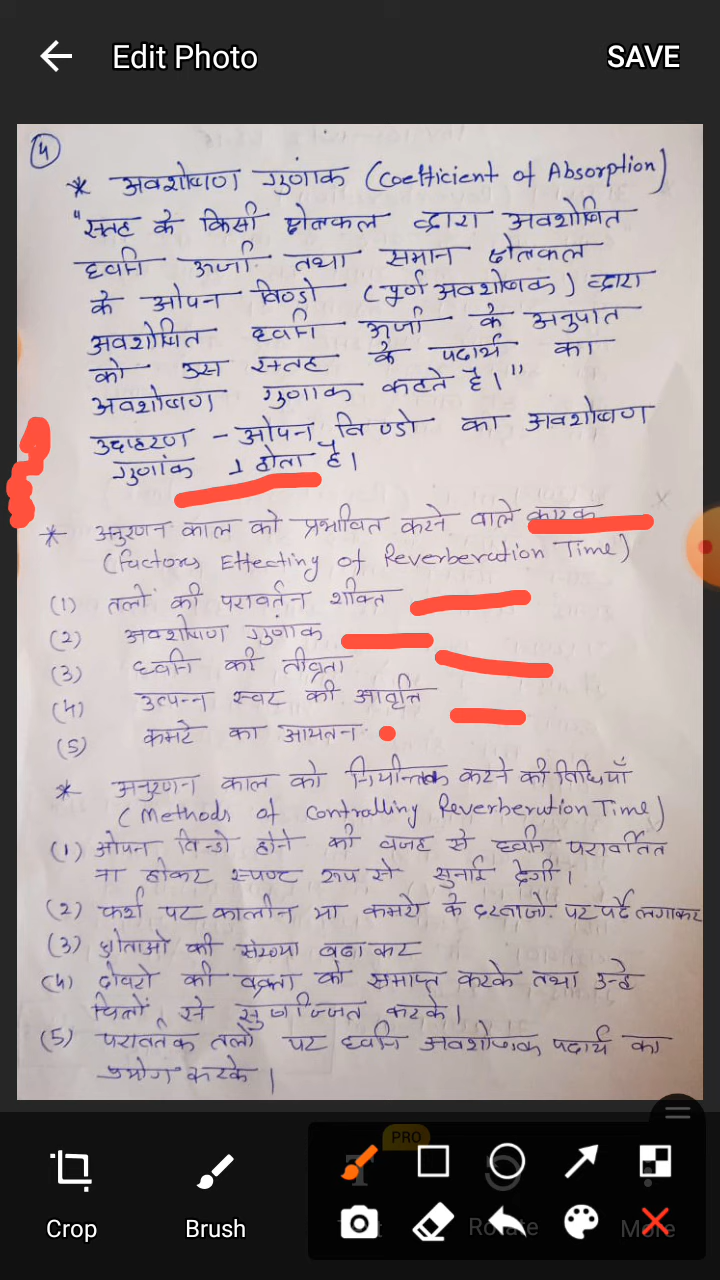 Edit Photo
SAVE
4
* अवशोषण गुणांक (Coefficient of Absorption)
"सतह के किसी क्षेत्रफल द्वारा अवशोषित
ध्वनि ऊर्जा तथा समान क्षेत्रफल
के ओपन विण्डो (पूर्ण अवशोषक) द्वारा
अवशोषित ध्वनि ऊर्जा के अनुपात
को उस सतह के पदार्थ का
अवशोषण गुणांक कहते है।"
उदाहरण - ओपन विण्डो का अवशोषण
गुणांक 1 होता है।
* अनुरणन काल को प्रभावित करने वाले कारक
(Factors Effecting of Reverberation Time)
(1) तलों की परावर्तन शक्ति
(2) अवशोषण गुणांक
(3) ध्वनि की तीव्रता
(4) उत्पन्न स्वर की आवृत्ति
(5) कमरे का आयतन
* अनुरणन काल को नियन्त्रित करने की विधियाँ
(Methods of Controlling Reverberation Time)
(1) ओपन विन्डो होने की वजह से ध्वनि परावर्तित
ना होकर स्पष्ट रूप से सुनाई देगी।
(2) फर्श पर कालीन या कमरो के दरवाजो पर पर्दे लगाकर
(3) श्रोताओ की संख्या बढाकर
(4) दीवारो की वक्रता को समाप्त करके तथा उन्हे
चित्रों से सुसज्जित करके।
(5) परावर्तक तलों पर ध्वनि अवशोषक पदार्थ का
प्रयोग करके।
PRO
Crop
Brush
Rotate
More